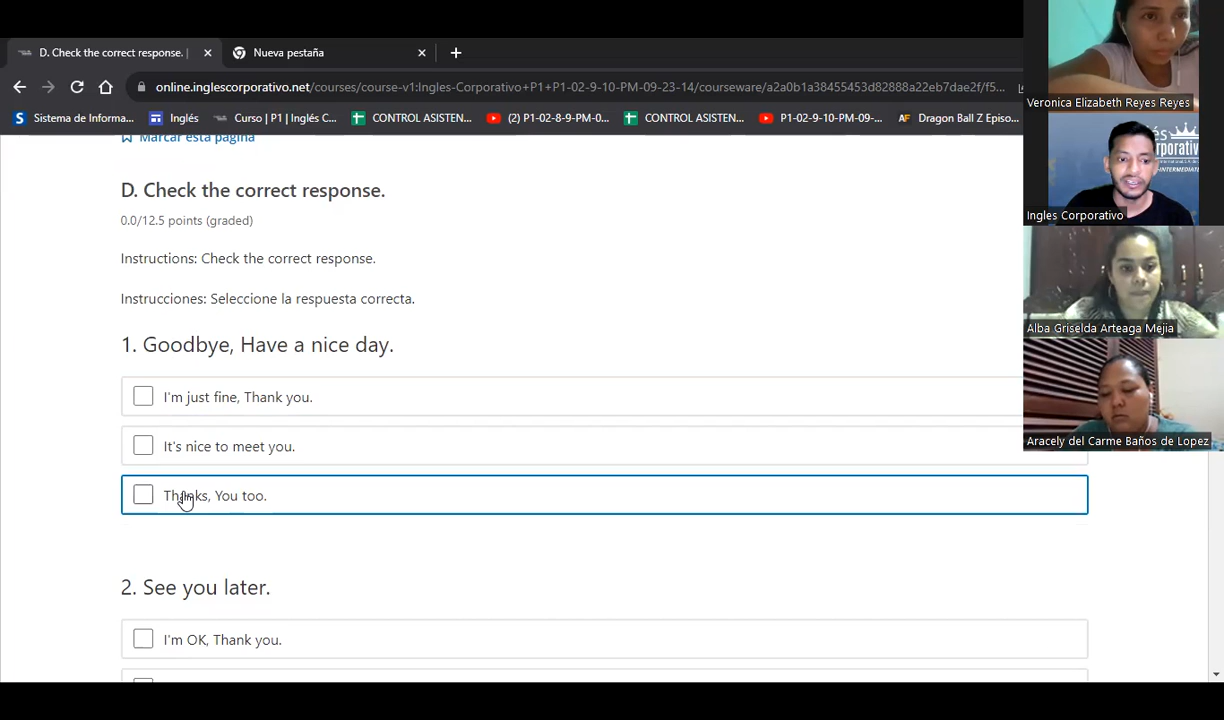 D. Check the correct response. |
Nueva pestaña
online.inglescorporativo.net/courses/course-v1:Ingles-Corporativo+P1+P1-02-9-10-PM-09-23-14/courseware/a2a0b1a38455453d82888a22eb7dae2f/f5...
Sistema de Informa...
Inglés
Curso | P1 | Inglés C...
CONTROL ASISTEN...
(2) P1-02-8-9-PM-0...
CONTROL ASISTEN...
P1-02-9-10-PM-09-...
Dragon Ball Z Episo...
Marcar esta página
D. Check the correct response.
0.0/12.5 points (graded)
Instructions: Check the correct response.
Instrucciones: Seleccione la respuesta correcta.
1. Goodbye, Have a nice day.
I'm just fine, Thank you.
It's nice to meet you.
Thanks, You too.
2. See you later.
I'm OK, Thank you.
Veronica Elizabeth Reyes Reyes
Ingles Corporativo
Alba Griselda Arteaga Mejia
Aracely del Carme Baños de Lopez